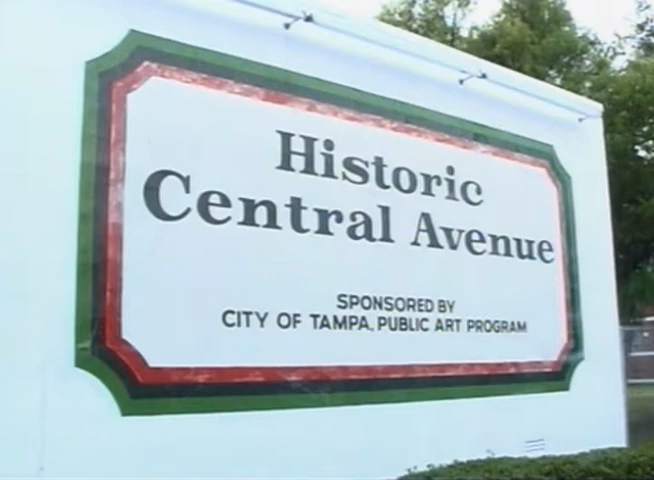 Historic
Central Avenue
SPONSORED BY
CITY OF TAMPA, PUBLIC ART PROGRAM